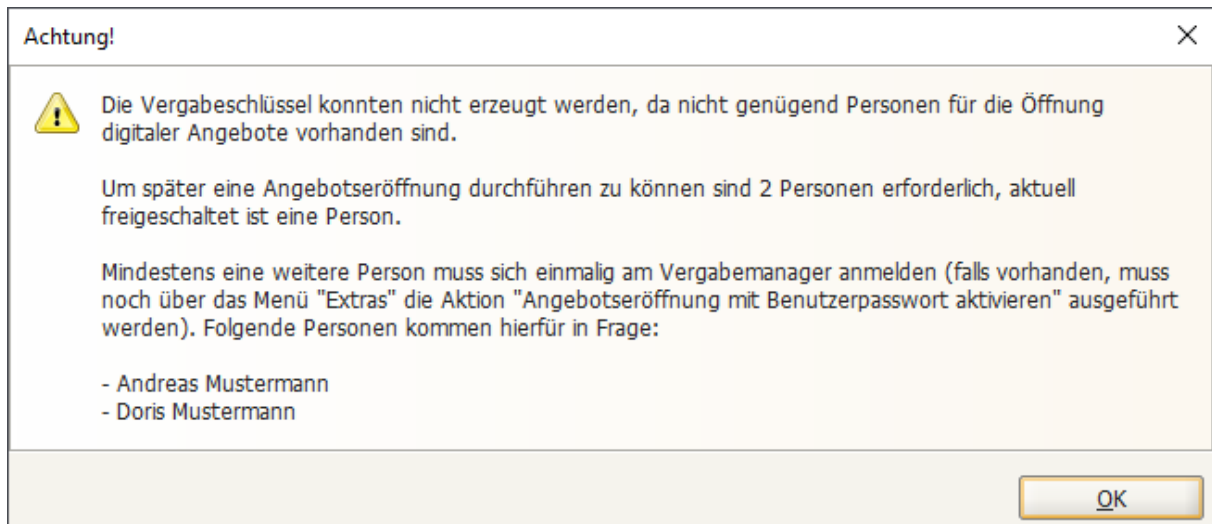 Achtung!
Die Vergabeschlüssel konnten nicht erzeugt werden, da nicht genügend Personen für die Öffnung
digitaler Angebote vorhanden sind.
Um später eine Angebotseröffnung durchführen zu können sind 2 Personen erforderlich, aktuell
freigeschaltet ist eine Person.
Mindestens eine weitere Person muss sich einmalig am Vergabemanager anmelden (falls vorhanden, muss
noch über das Menü "Extras" die Aktion "Angebotseröffnung mit Benutzerpasswort aktivieren" ausgeführt
werden). Folgende Personen kommen hierfür in Frage:
- Andreas Mustermann
- Doris Mustermann
OK